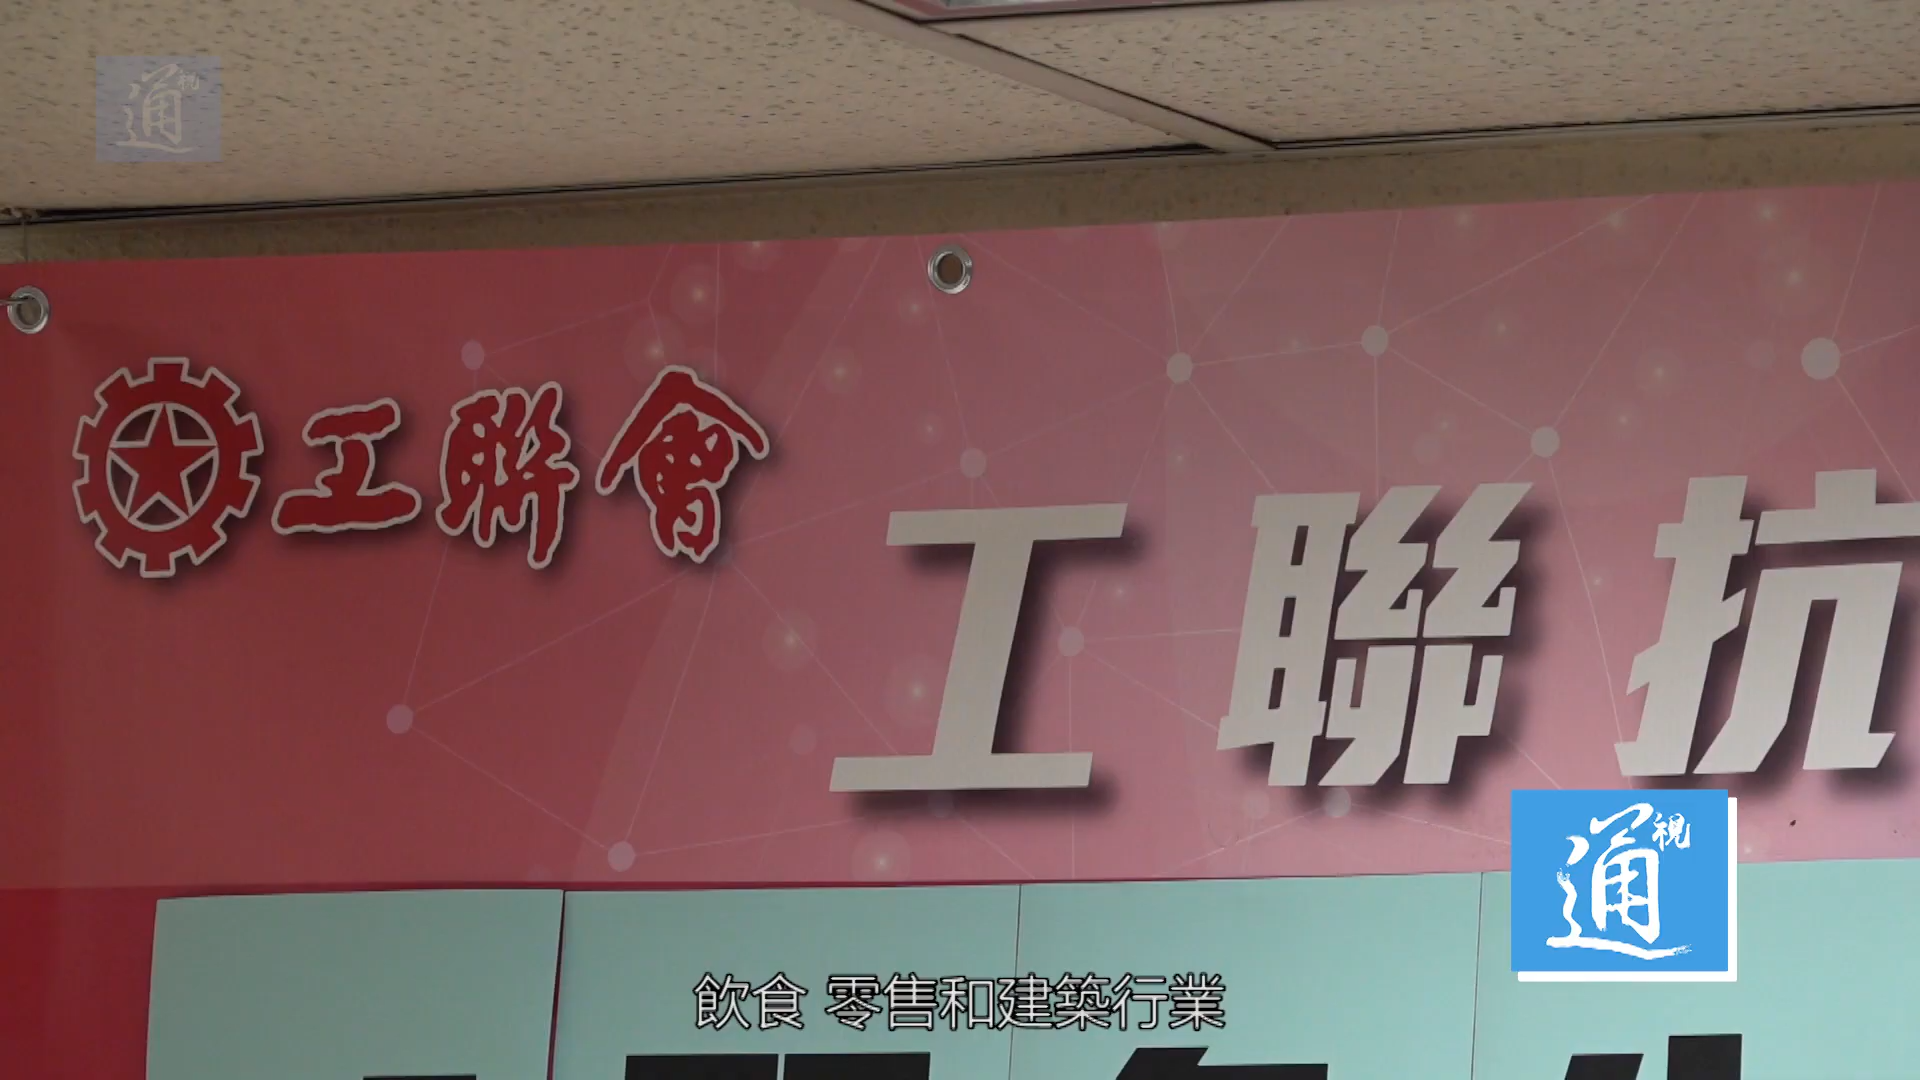 通視
工聯會
工聯抗
通視
飲食 零售和建築行業